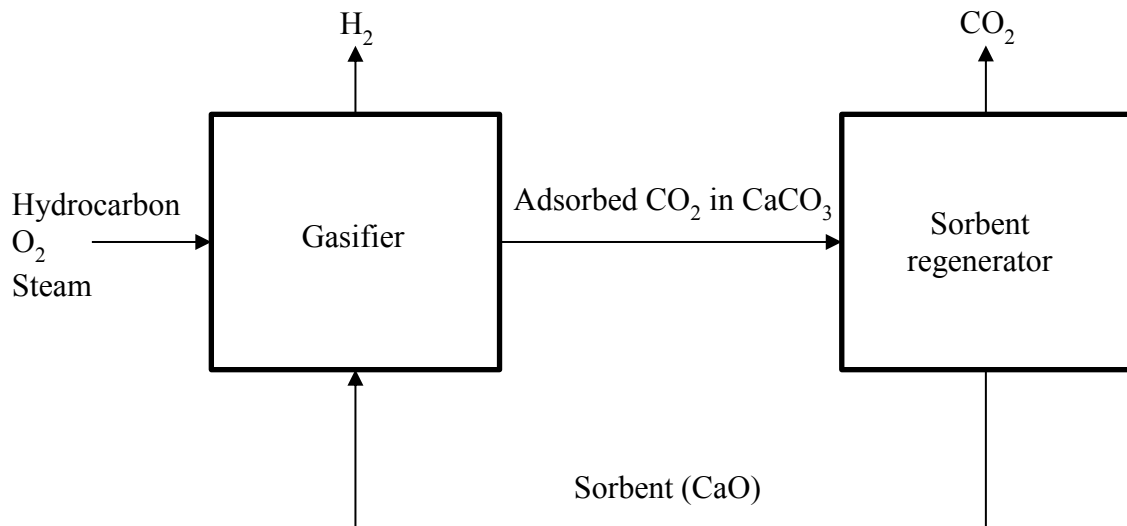 H₂
CO₂
Hydrocarbon
O₂
Steam
Gasifier
Adsorbed CO₂ in CaCO₃
Sorbent
regenerator
Sorbent (CaO)